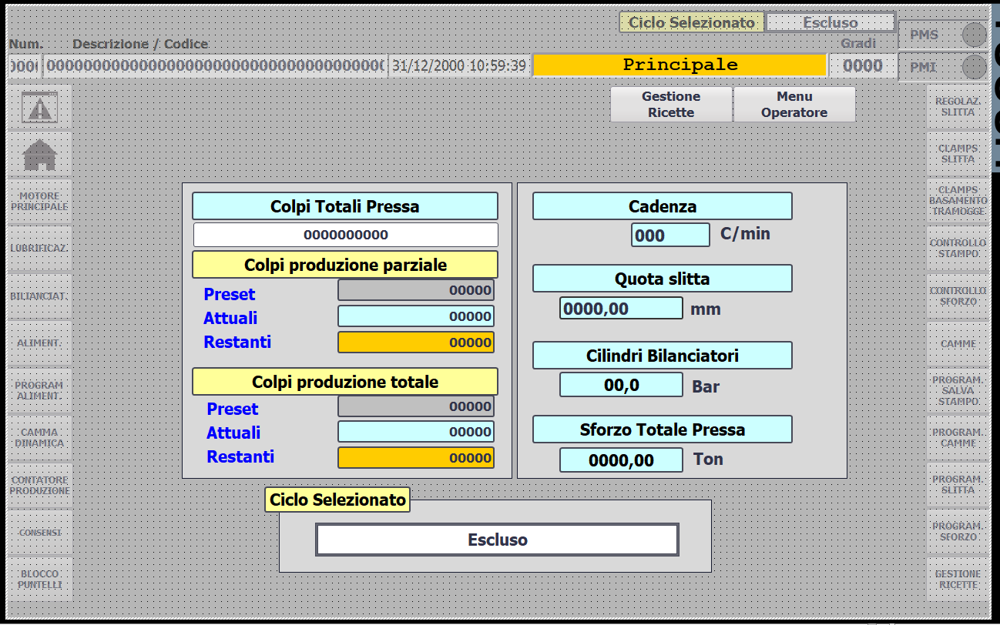 Ciclo Selezionato Escluso
Num. Descrizione / Codice Gradi PMS
31/12/2000 10:59:39 Principale 0000 PMI
Gestione Ricette
Menu Operatore
MOTORE
PRINCIPALE
LUBRIFICAZ.
BILIANCIAT.
ALIMENT.
PROGRAM
ALIMENT.
CAMMA
DINAMICA
CONTATORE
PRODUZIONE
CONSENSI
BLOCCO
PUNTELLI
Colpi Totali Pressa
0000000000
Colpi produzione parziale
Preset 00000
Attuali 00000
Restanti 00000
Colpi produzione totale
Preset 00000
Attuali 00000
Restanti 00000
Cadenza
000 C/min
Quota slitta
0000,00 mm
Cilindri Bilanciatori
00,0 Bar
Sforzo Totale Pressa
0000,00 Ton
Ciclo Selezionato
Escluso
REGOLAZ.
SLITTA
CLAMPS
SLITTA
CLAMPS
BASAMENTO
TRAMOGGE
CONTROLLO
STAMPO
CONTROLLO
SFORZO
CAMME
PROGRAM.
SALVA
STAMPO
PROGRAM.
CAMME
PROGRAM.
SLITTA
PROGRAM.
SFORZO
GESTIONE
RICETTE